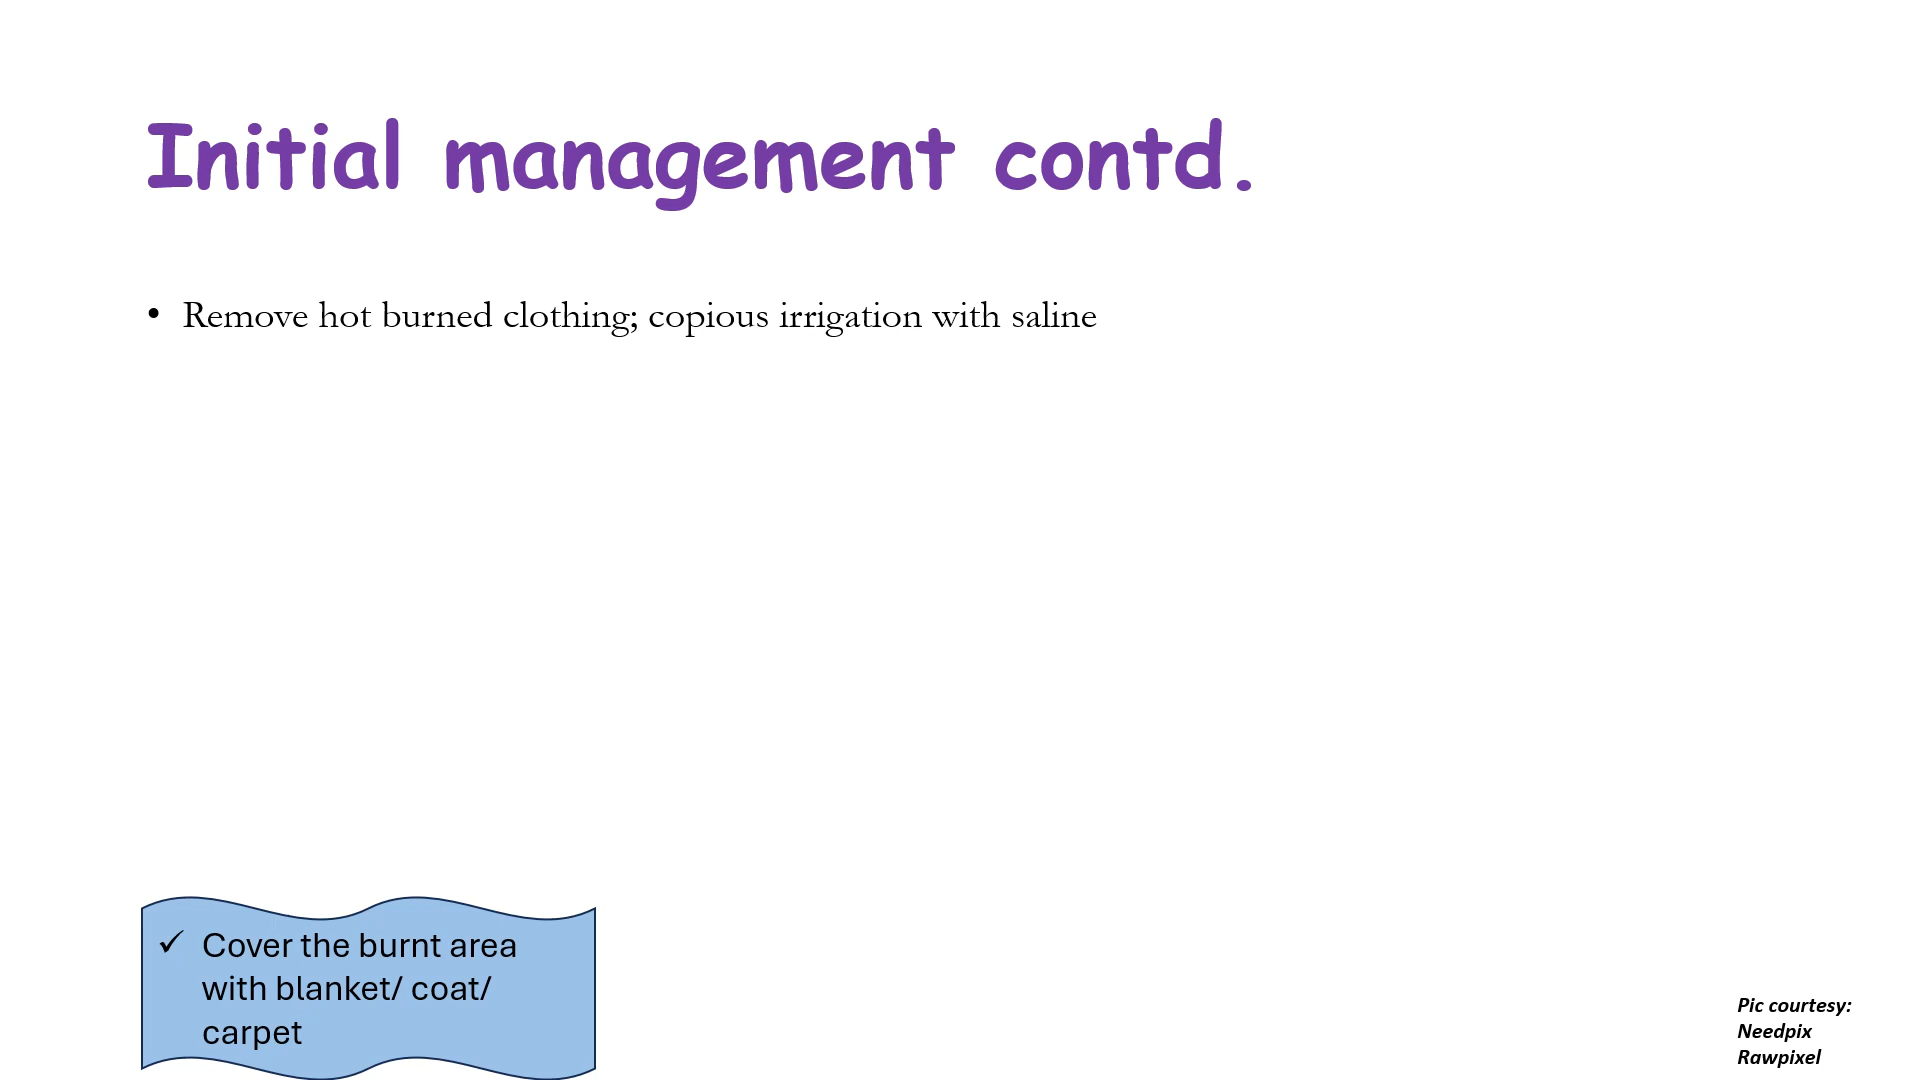 Initial management contd.
• Remove hot burned clothing; copious irrigation with saline
✓ Cover the burnt area
with blanket/ coat/
carpet
Pic courtesy:
Needpix
Rawpixel